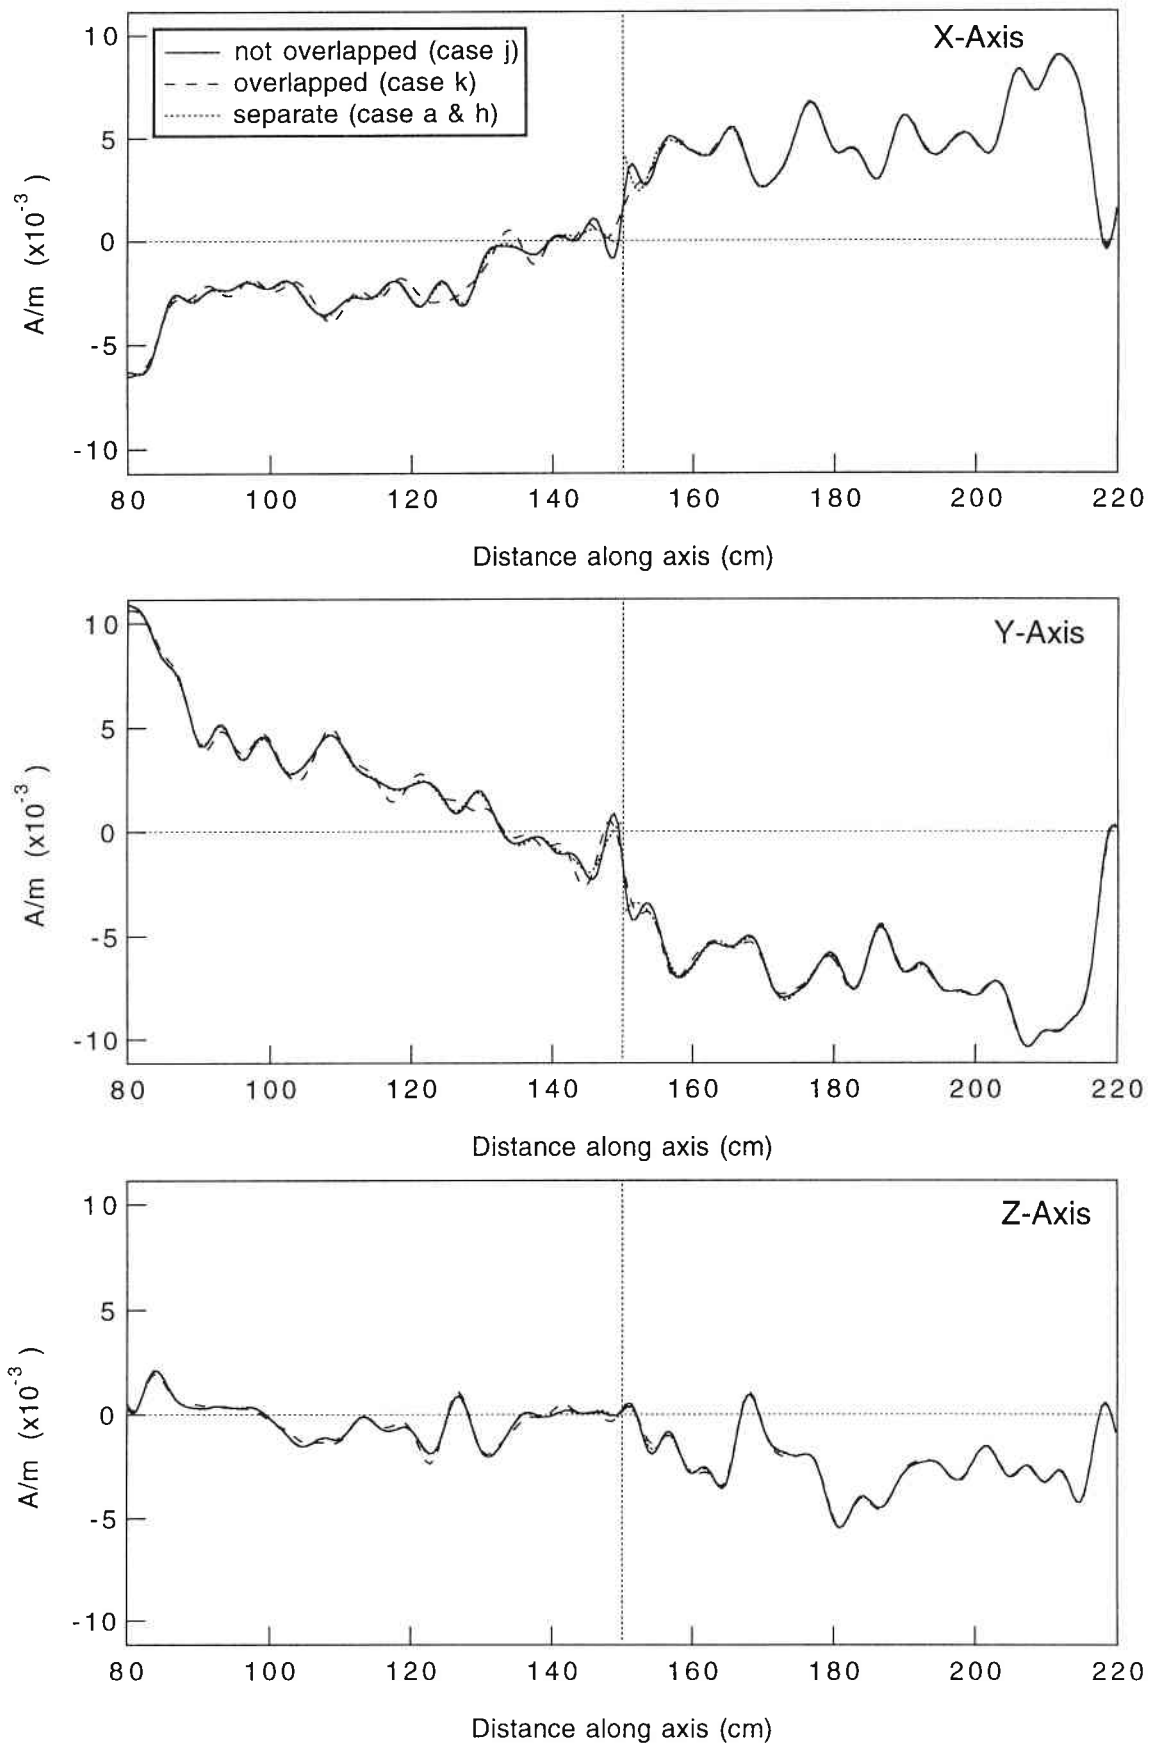 X-Axis
not overlapped (case j)
overlapped (case k)
separate (case a & h)
10
5
0
-5
-10
A/m (x10-3)
80 100 120 140 160 180 200 220
Distance along axis (cm)
Y-Axis
10
5
0
-5
-10
A/m (x10-3)
80 100 120 140 160 180 200 220
Distance along axis (cm)
Z-Axis
10
5
0
-5
-10
A/m (x10-3)
80 100 120 140 160 180 200 220
Distance along axis (cm)